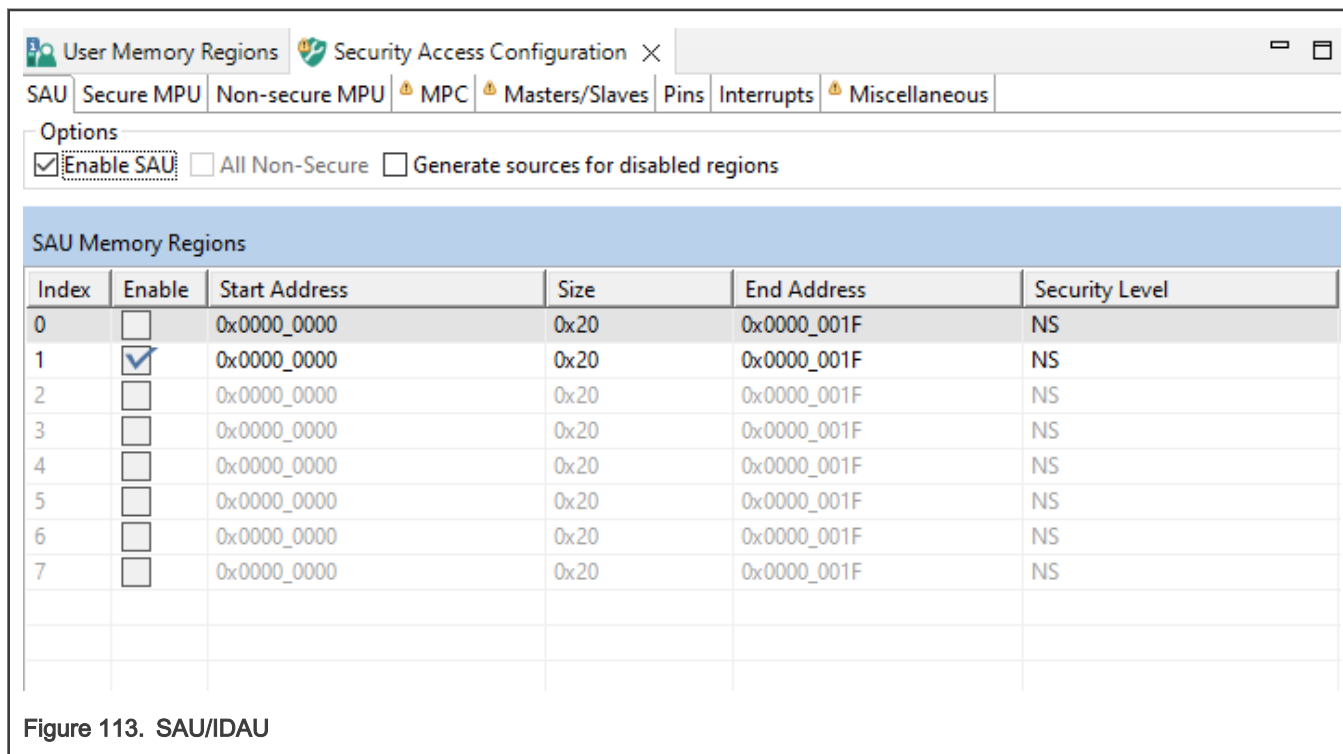 User Memory Regions Security Access Configuration
SAU Secure MPU Non-secure MPU MPC Masters/Slaves Pins Interrupts Miscellaneous
Options
Enable SAU All Non-Secure Generate sources for disabled regions
SAU Memory Regions
Index Enable Start Address Size End Address Security Level
0 0x0000_0000 0x20 0x0000_001F NS
1 0x0000_0000 0x20 0x0000_001F NS
2 0x0000_0000 0x20 0x0000_001F NS
3 0x0000_0000 0x20 0x0000_001F NS
4 0x0000_0000 0x20 0x0000_001F NS
5 0x0000_0000 0x20 0x0000_001F NS
6 0x0000_0000 0x20 0x0000_001F NS
7 0x0000_0000 0x20 0x0000_001F NS
Figure 113. SAU/IDAU